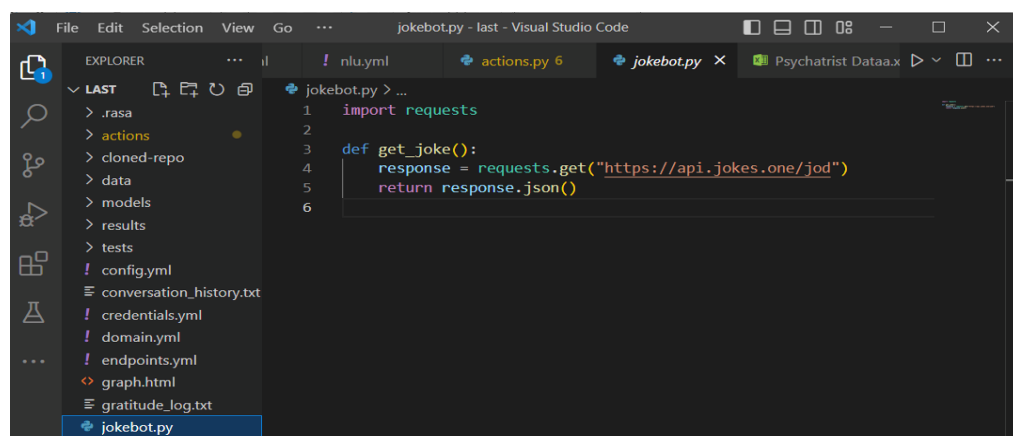 File Edit Selection View Go ··· jokebot.py - last - Visual Studio Code
EXPLORER ··· nl ! nlu.yml actions.py 6 jokebot.py × Psychatrist Dataa.x ···
1
LAST
jokebot.py > ...
> .rasa
> actions
> cloned-repo
> data
> models
> results
> tests
! config.yml
conversation_history.txt
! credentials.yml
! domain.yml
! endpoints.yml
<> graph.html
gratitude_log.txt
jokebot.py
1 import requests
2
3 def get_joke():
4 response = requests.get("https://api.jokes.one/jod")
5 return response.json()
6